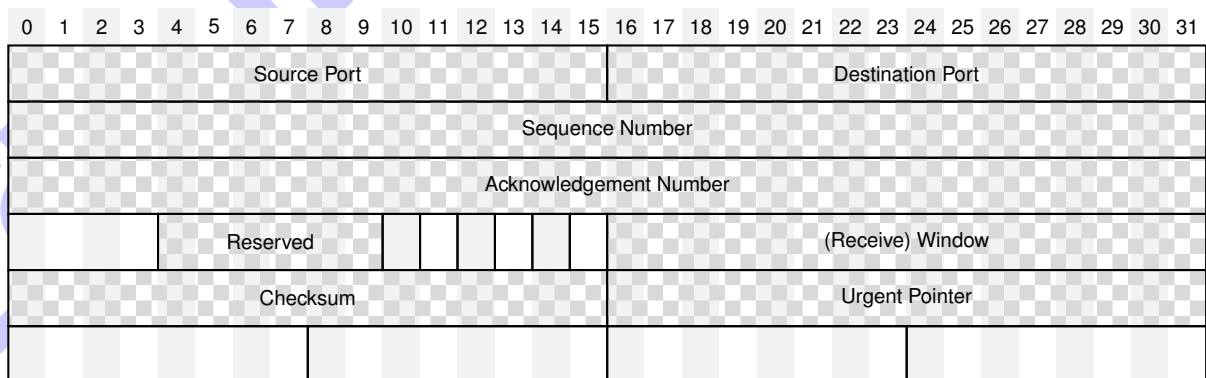 0 1 2 3 4 5 6 7 8 9 10 11 12 13 14 15 16 17 18 19 20 21 22 23 24 25 26 27 28 29 30 31
Source Port Destination Port
Sequence Number
Acknowledgement Number
Reserved (Receive) Window
Checksum Urgent Pointer